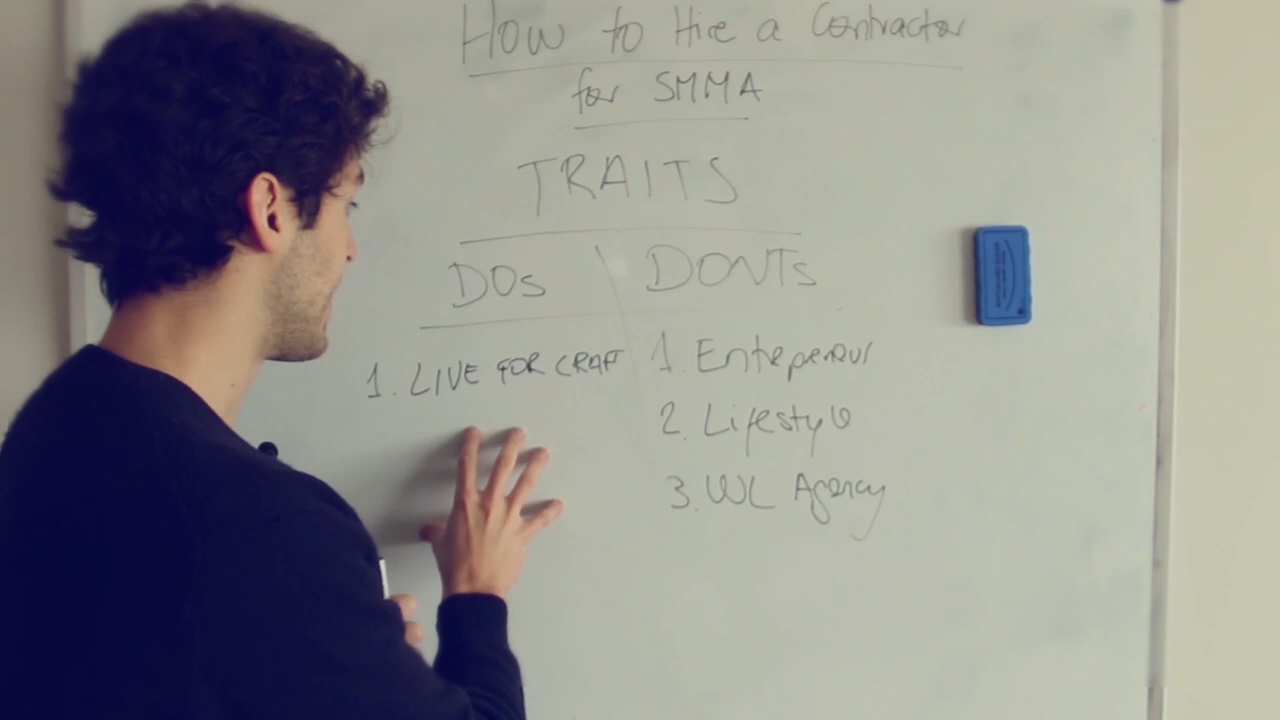 How to Hire a Contractor
for SMMA
TRAITS
DOs DONTs
1. LIVE FOR CRAFT
1. Entrepenour
2. Lifestyle
3. WL Agency